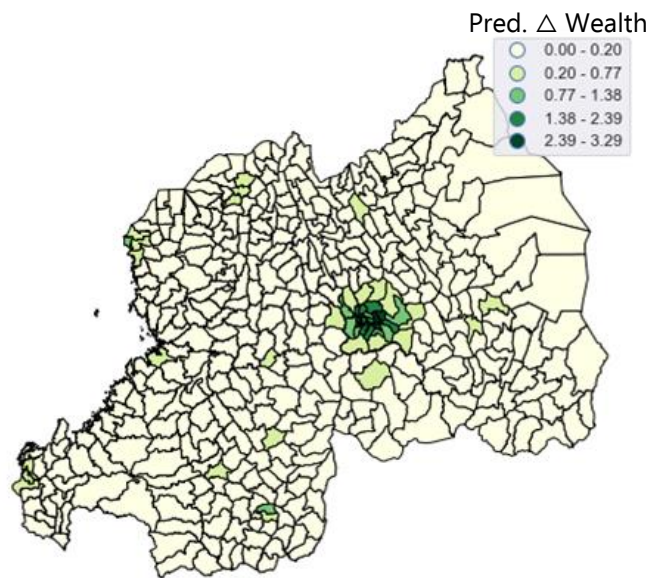 Pred. △ Wealth
0.00 - 0.20
0.20 - 0.77
0.77 - 1.38
1.38 - 2.39
2.39 - 3.29